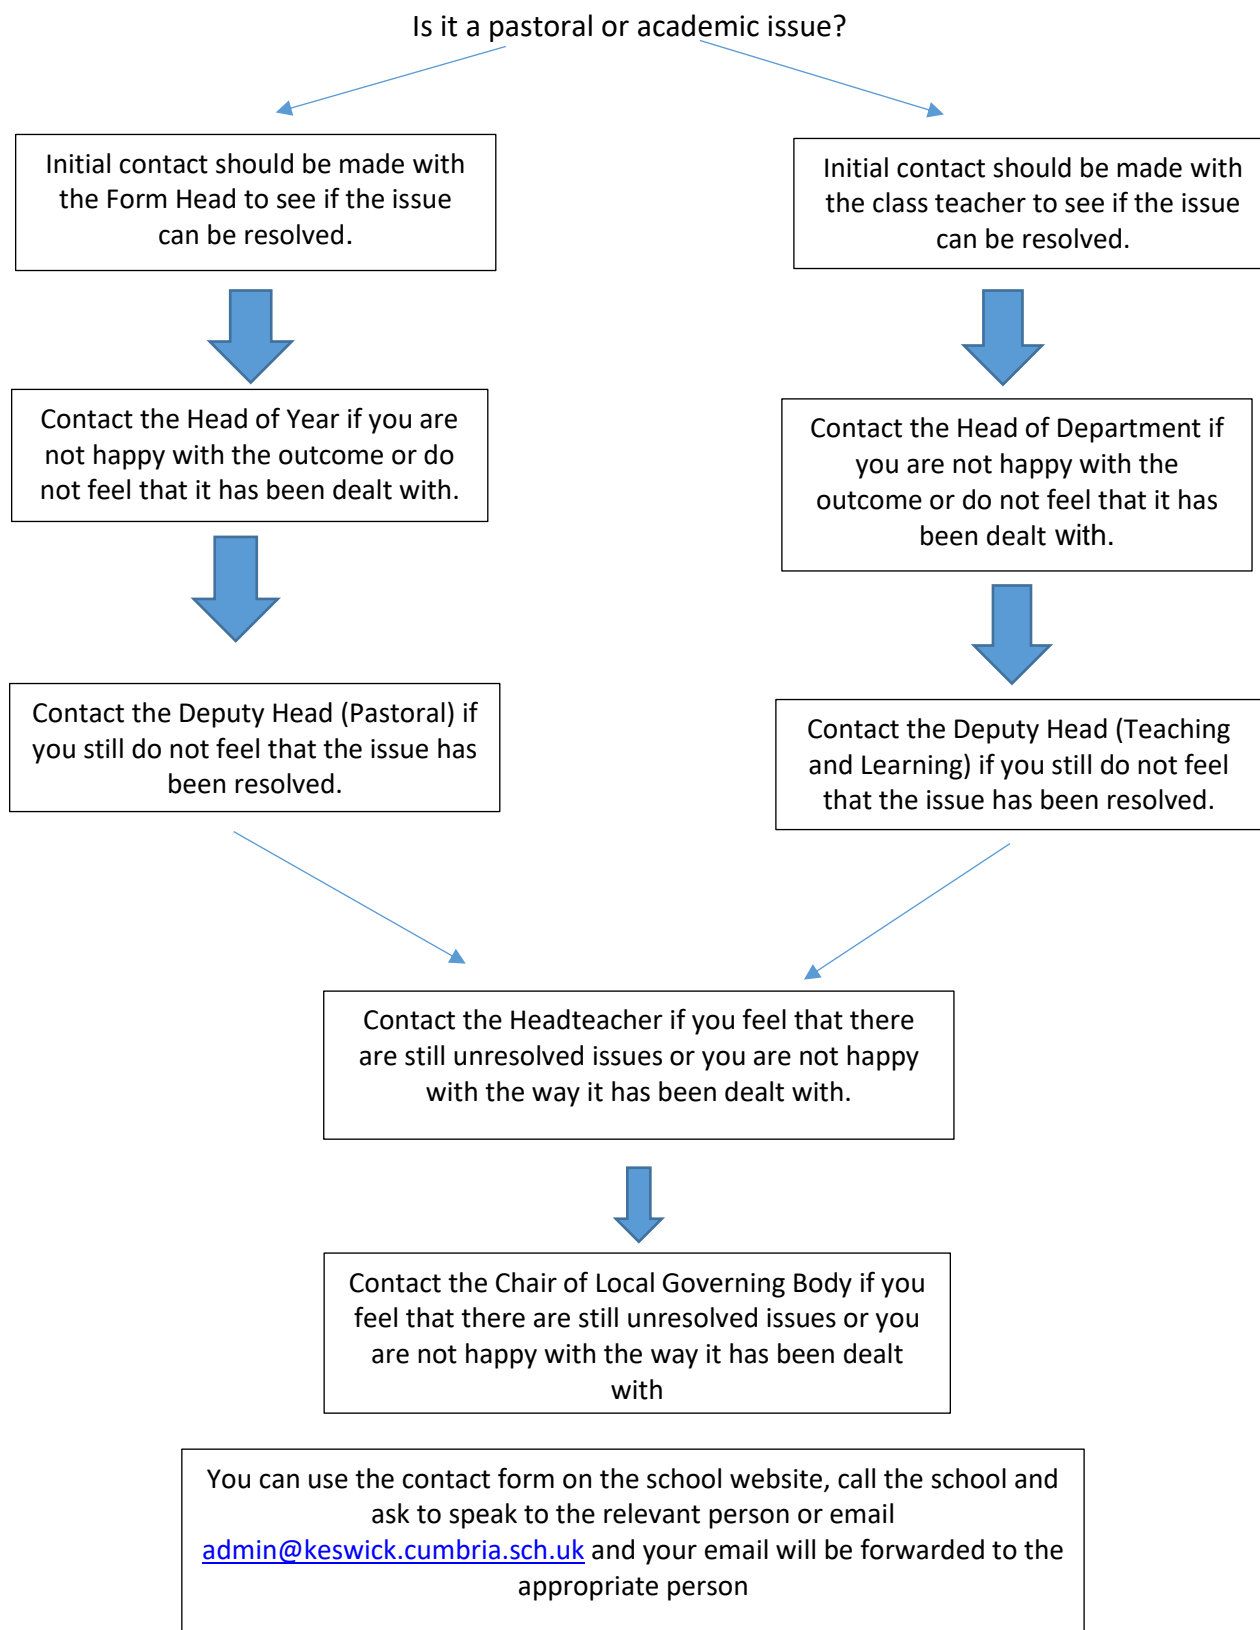 Is it a pastoral or academic issue?
Initial contact should be made with
the Form Head to see if the issue
can be resolved.
Initial contact should be made with
the class teacher to see if the issue
can be resolved.
Contact the Head of Year if you are
not happy with the outcome or do
not feel that it has been dealt with.
Contact the Head of Department if
you are not happy with the
outcome or do not feel that it has
been dealt with.
Contact the Deputy Head (Pastoral) if
you still do not feel that the issue has
been resolved.
Contact the Deputy Head (Teaching
and Learning) if you still do not feel
that the issue has been resolved.
Contact the Headteacher if you feel that there
are still unresolved issues or you are not happy
with the way it has been dealt with.
Contact the Chair of Local Governing Body if you
feel that there are still unresolved issues or you
are not happy with the way it has been dealt
with
You can use the contact form on the school website, call the school and
ask to speak to the relevant person or email
admin@keswick.cumbria.sch.uk and your email will be forwarded to the
appropriate person